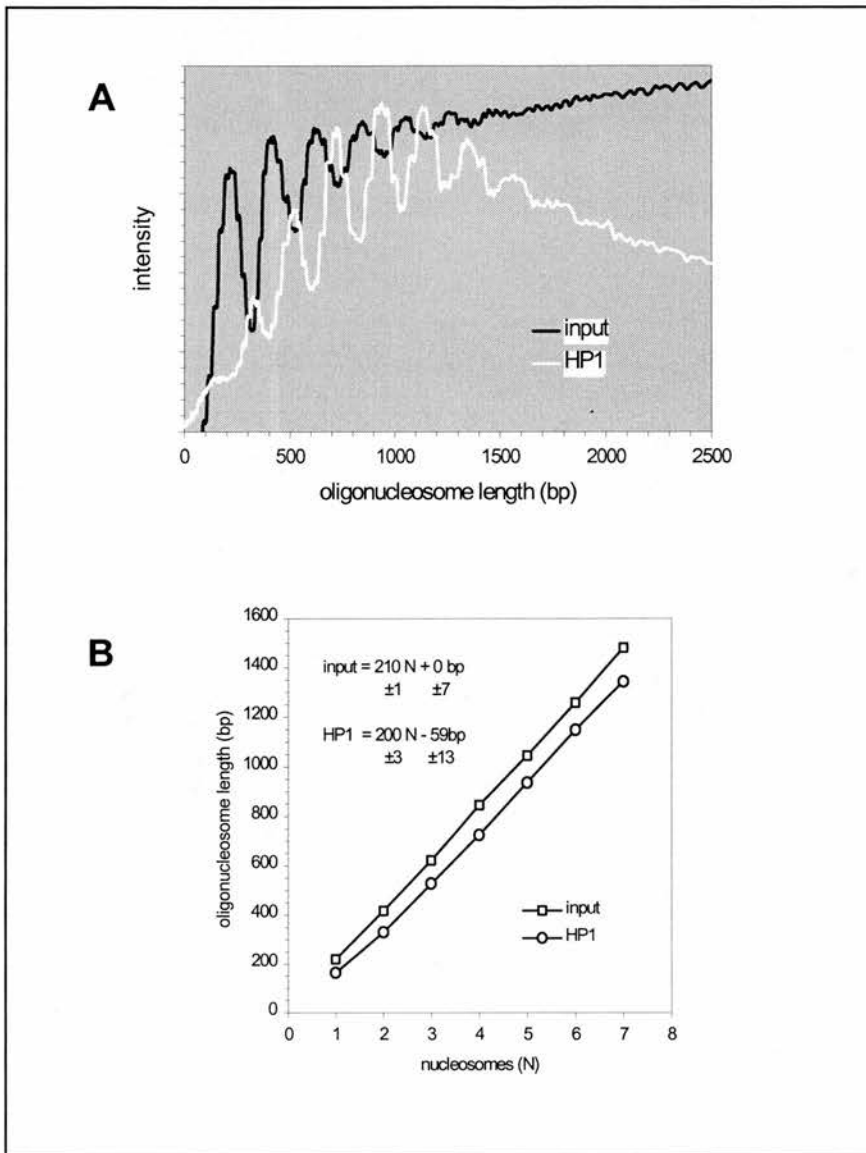 A
intensity
input
HP1
0 500 1000 1500 2000 2500
oligonucleosome length (bp)
B
oligonucleosome length (bp)
1600
1400
1200
1000
800
600
400
200
0
input = 210 N + 0 bp
±1 ±7
HP1 = 200 N - 59bp
±3 ±13
input
HP1
0 1 2 3 4 5 6 7 8
nucleosomes (N)